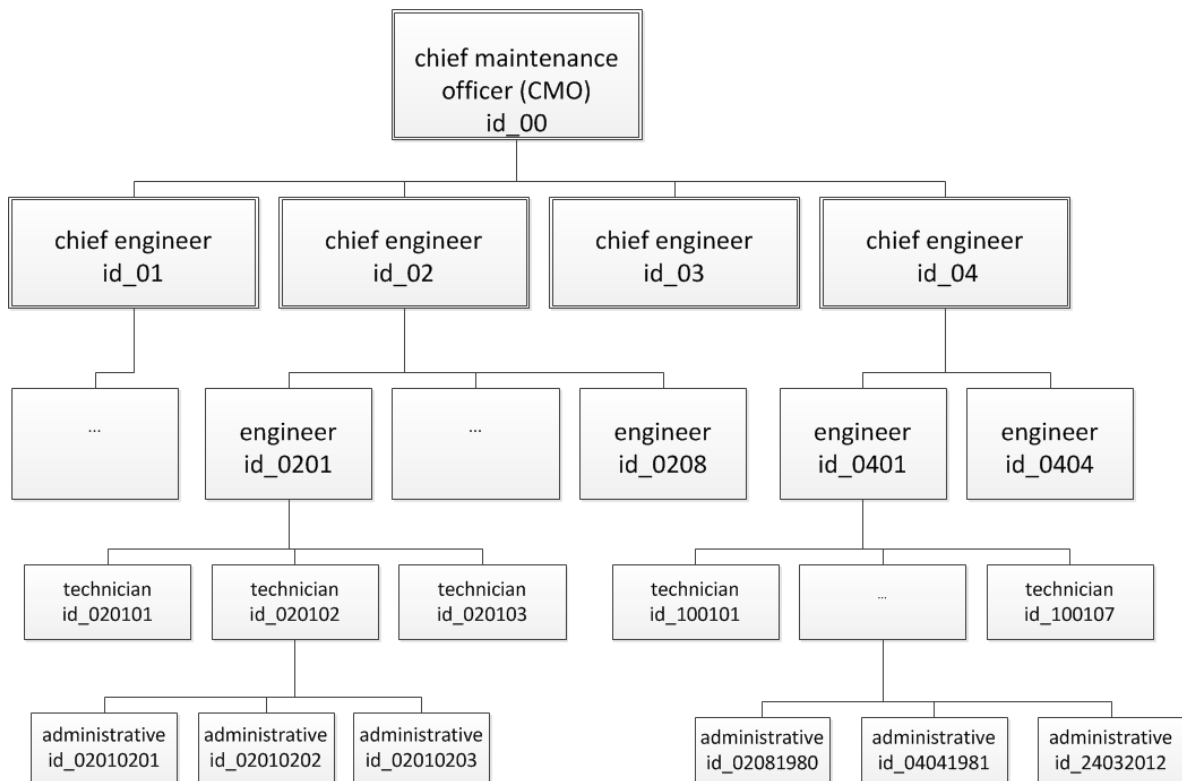 chief maintenance
officer (CMO)
id_00
chief engineer
id_01
chief engineer
id_02
chief engineer
id_03
chief engineer
id_04
...
engineer
id_0201
...
engineer
id_0208
engineer
id_0401
engineer
id_0404
technician
id_020101
technician
id_020102
technician
id_020103
technician
id_100101
...
technician
id_100107
administrative
id_02010201
administrative
id_02010202
administrative
id_02010203
administrative
id_02081980
administrative
id_04041981
administrative
id_24032012